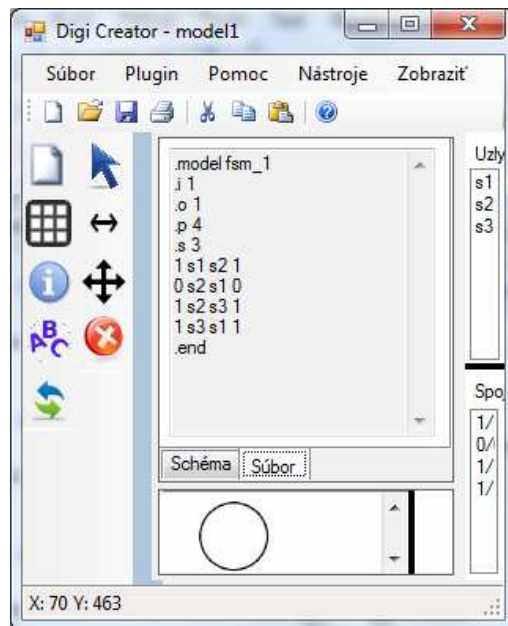 Digi Creator - model1
Súbor Plugin Pomoc Nástroje Zobraziť
.model fsm_1
.i 1
.o 1
.p 4
.s 3
1 s1 s2 1
0 s2 s1 0
1 s2 s3 1
1 s3 s1 1
.end
Schéma Súbor
Uzly
s1
s2
s3
Spoj
1/
0/
1/
1/
ABC
X: 70 Y: 463